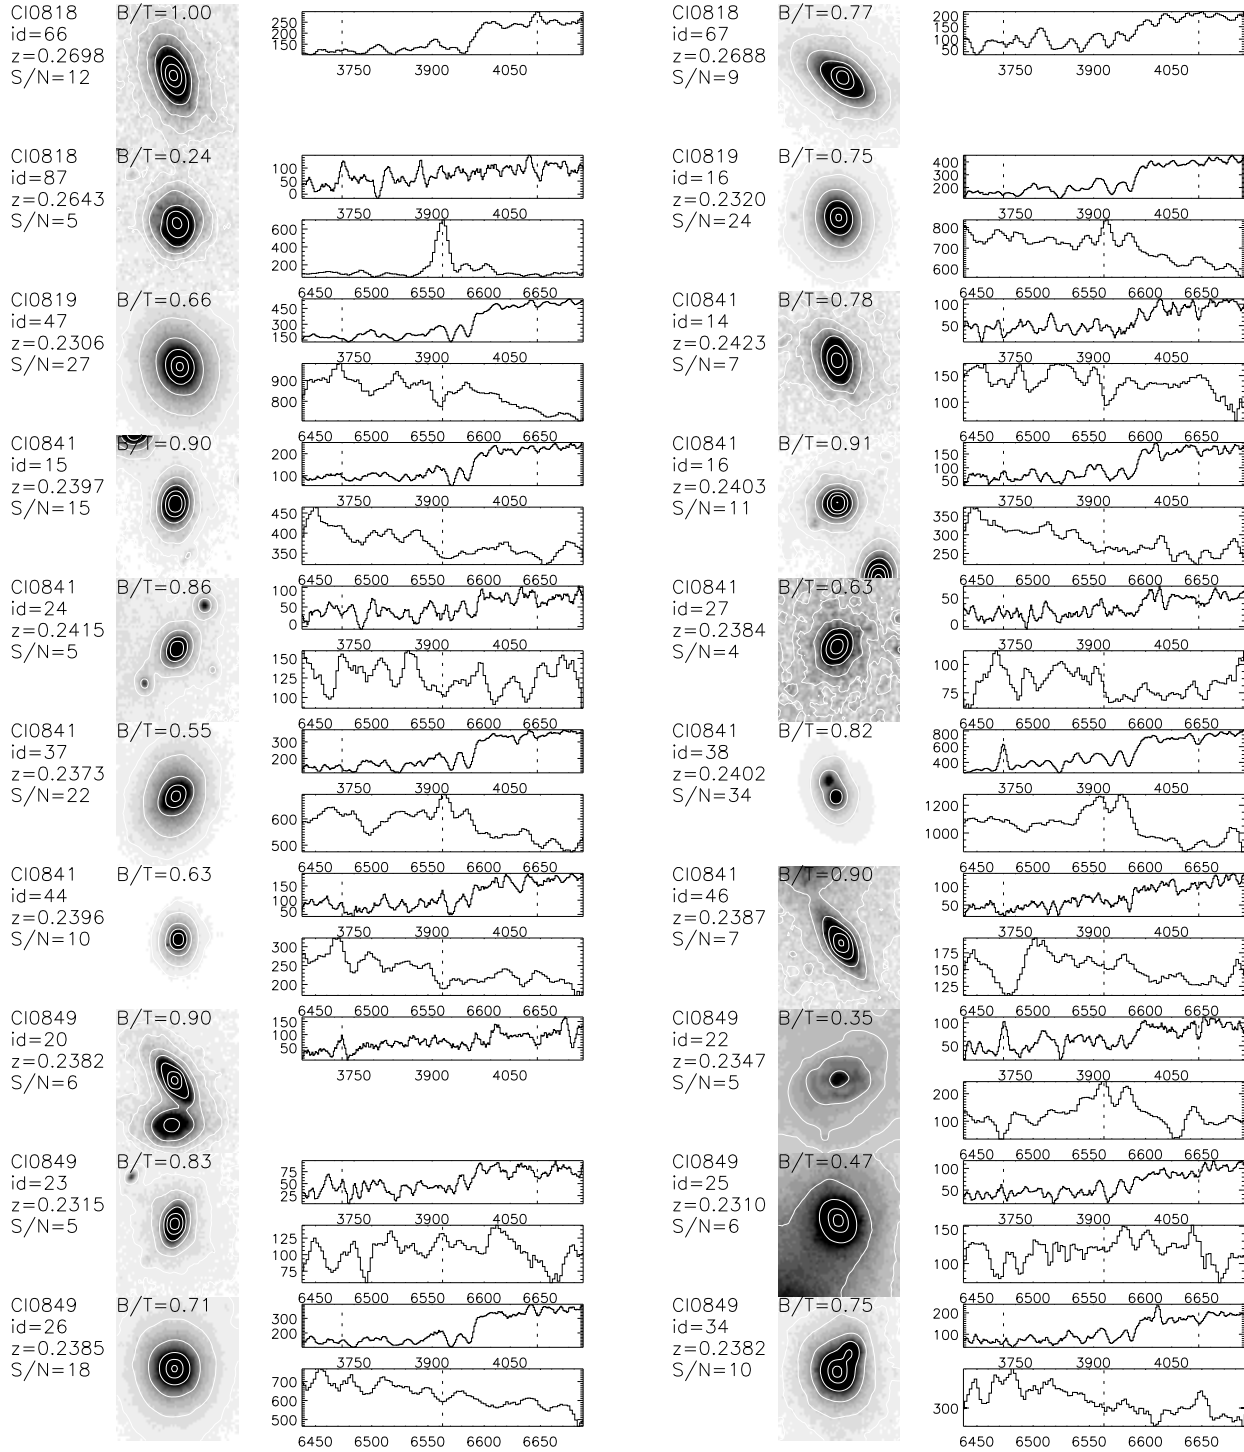 Cl0818
id=66
z=0.2698
S/N=12
B/T=1.00
250
150
3750 3900 4050
Cl0818
id=67
z=0.2688
S/N=9
B/T=0.77
200
150
100
50
3750 3900 4050
Cl0818
id=87
z=0.2643
S/N=5
B/T=0.24
100
50
0
3750 3900 4050
600
400
200
6450 6500 6550 6600 6650
Cl0819
id=16
z=0.2320
S/N=24
B/T=0.75
400
300
200
3750 3900 4050
800
700
600
6450 6500 6550 6600 6650
Cl0819
id=47
z=0.2306
S/N=27
B/T=0.66
450
300
150
3750 3900 4050
900
800
6450 6500 6550 6600 6650
Cl0841
id=14
z=0.2423
S/N=7
B/T=0.78
100
50
3750 3900 4050
150
100
6450 6500 6550 6600 6650
Cl0841
id=15
z=0.2397
S/N=15
B/T=0.90
200
100
3750 3900 4050
450
400
350
6450 6500 6550 6600 6650
Cl0841
id=16
z=0.2403
S/N=11
B/T=0.91
150
100
50
3750 3900 4050
350
300
250
6450 6500 6550 6600 6650
Cl0841
id=24
z=0.2415
S/N=5
B/T=0.86
100
50
0
3750 3900 4050
150
125
100
6450 6500 6550 6600 6650
Cl0841
id=27
z=0.2384
S/N=4
B/T=0.63
50
0
3750 3900 4050
100
75
6450 6500 6550 6600 6650
Cl0841
id=37
z=0.2373
S/N=22
B/T=0.55
300
200
3750 3900 4050
600
500
6450 6500 6550 6600 6650
Cl0841
id=38
z=0.2402
S/N=34
B/T=0.82
800
600
400
3750 3900 4050
1200
1000
6450 6500 6550 6600 6650
Cl0841
id=44
z=0.2396
S/N=10
B/T=0.63
150
100
50
3750 3900 4050
300
250
200
6450 6500 6550 6600 6650
Cl0841
id=46
z=0.2387
S/N=7
B/T=0.90
100
50
3750 3900 4050
175
150
125
6450 6500 6550 6600 6650
Cl0849
id=20
z=0.2382
S/N=6
B/T=0.90
150
100
50
3750 3900 4050
Cl0849
id=22
z=0.2347
S/N=5
B/T=0.35
100
50
3750 3900 4050
200
100
6450 6500 6550 6600 6650
Cl0849
id=23
z=0.2315
S/N=5
B/T=0.83
75
50
25
3750 3900 4050
125
100
75
6450 6500 6550 6600 6650
Cl0849
id=25
z=0.2310
S/N=6
B/T=0.47
100
50
3750 3900 4050
150
100
6450 6500 6550 6600 6650
Cl0849
id=26
z=0.2385
S/N=18
B/T=0.71
300
200
3750 3900 4050
700
600
500
6450 6500 6550 6600 6650
Cl0849
id=34
z=0.2382
S/N=10
B/T=0.75
200
100
3750 3900 4050
300
6450 6500 6550 6600 6650